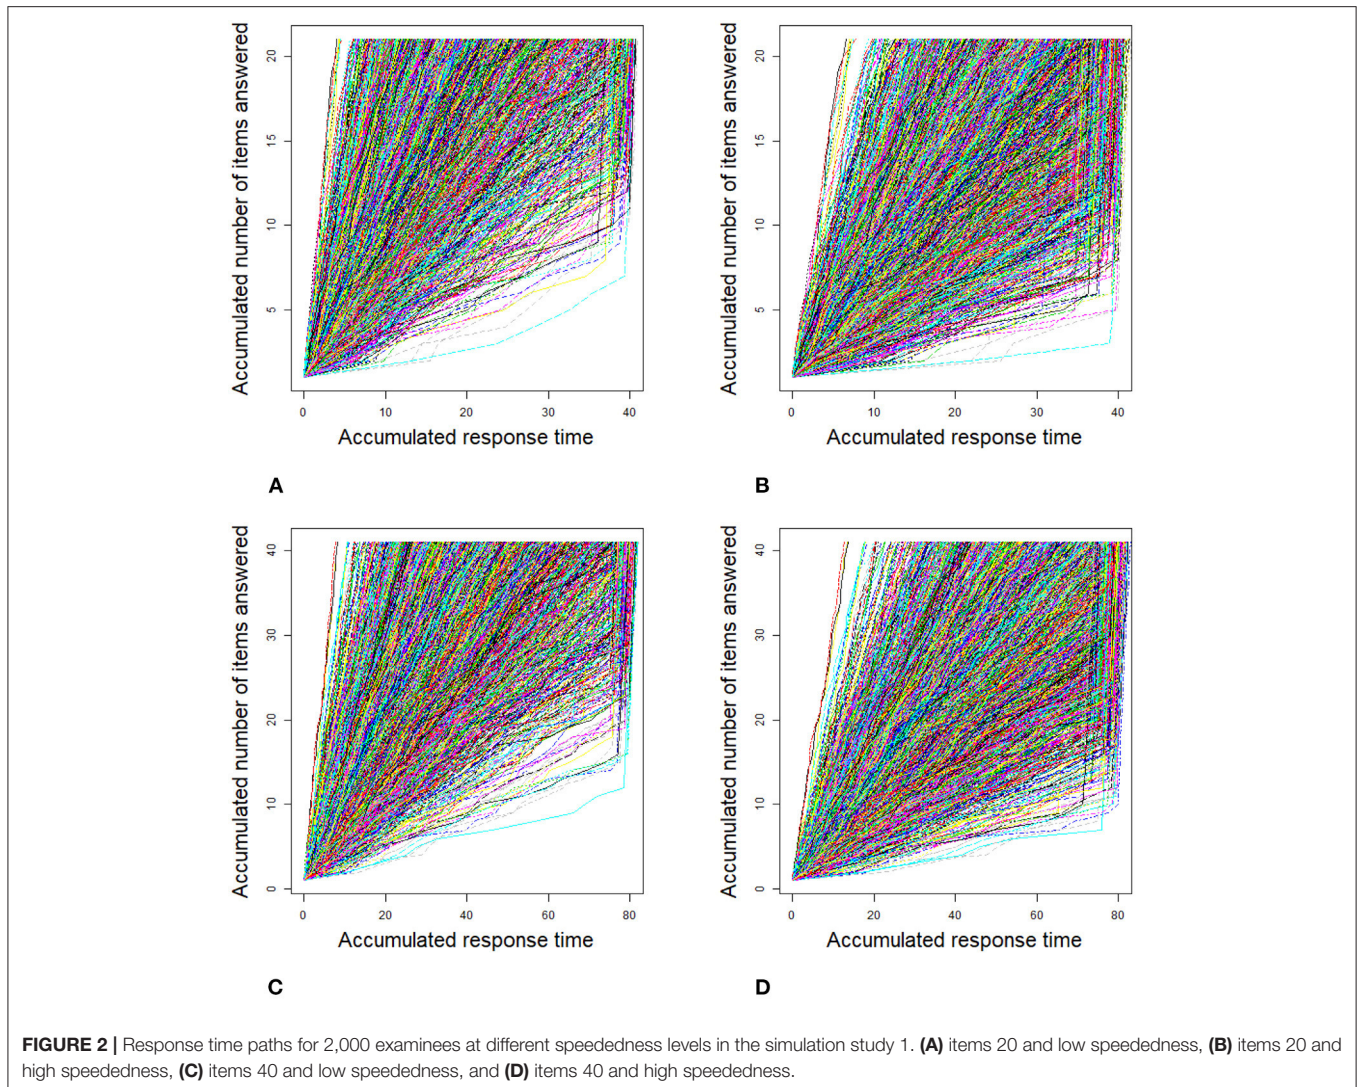 20
15
10
5
Accumulated number of items answered
0 10 20 30 40
Accumulated response time
A
20
15
10
5
Accumulated number of items answered
0 10 20 30 40
Accumulated response time
B
40
30
20
10
0
Accumulated number of items answered
0 20 40 60 80
Accumulated response time
C
40
30
20
10
0
Accumulated number of items answered
0 20 40 60 80
Accumulated response time
D
FIGURE 2 | Response time paths for 2,000 examinees at different speededness levels in the simulation study 1. (A) items 20 and low speededness, (B) items 20 and
high speededness, (C) items 40 and low speededness, and (D) items 40 and high speededness.